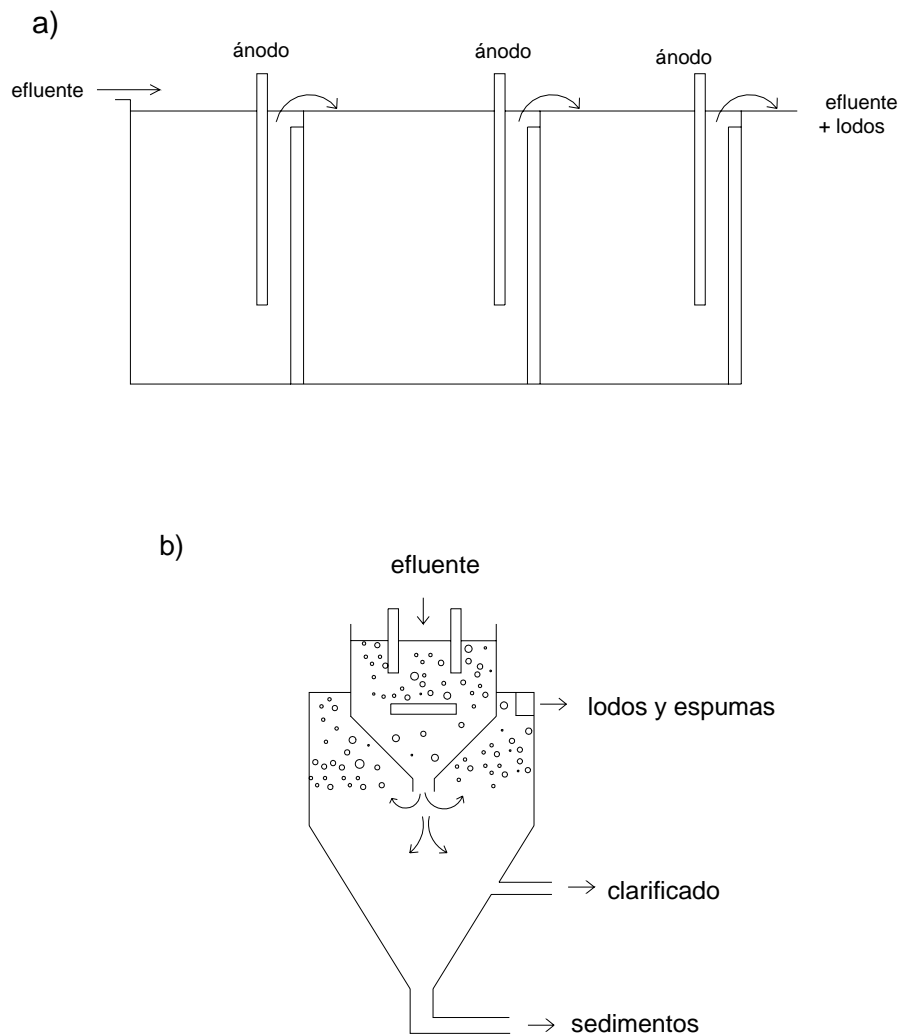 a)
ánodo
ánodo
ánodo
efluente
efluente
+ lodos
b)
efluente
lodos y espumas
clarificado
sedimentos